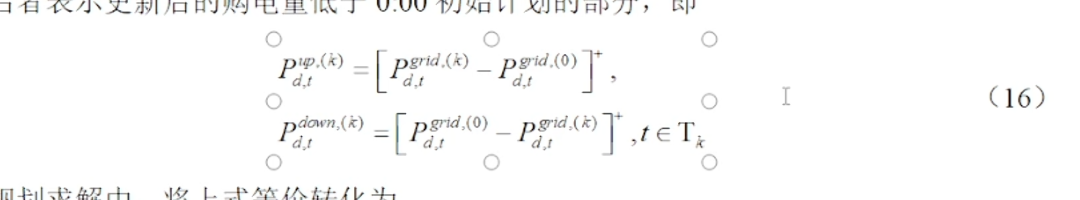 后者表示更新后的购电量低于 0:00 初始计划的部分，即
P_{d,t}^{up,(k)} = [ P_{d,t}^{grid,(k)} − P_{d,t}^{grid,(0)} ]^+ ,
P_{d,t}^{down,(k)} = [ P_{d,t}^{grid,(0)} − P_{d,t}^{grid,(k)} ]^+ , t ∈ T_k （16）
规划求解中，将上式等价转化为